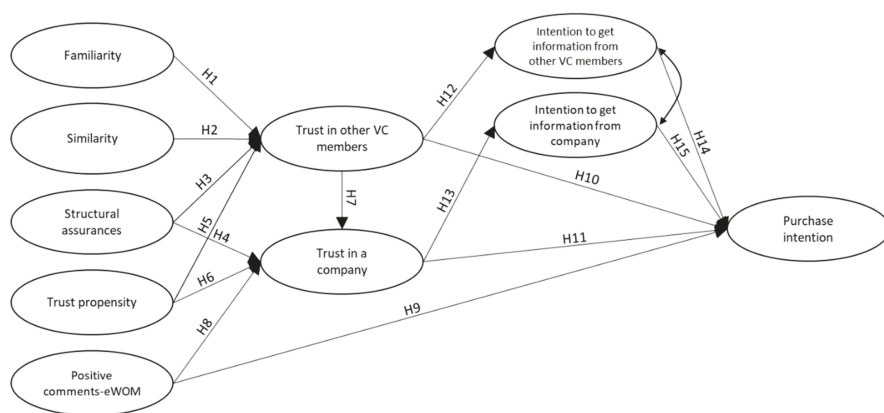 Familiarity
Similarity
Structural
assurances
Trust propensity
Positive
comments-eWOM
H1
H2
H3
H5
H4
H6
H8
Trust in other VC
members
H7
Trust in a
company
H12
H13
Intention to get
information from
other VC members
Intention to get
information from
company
H10
H11
H9
H14
H15
Purchase
intention